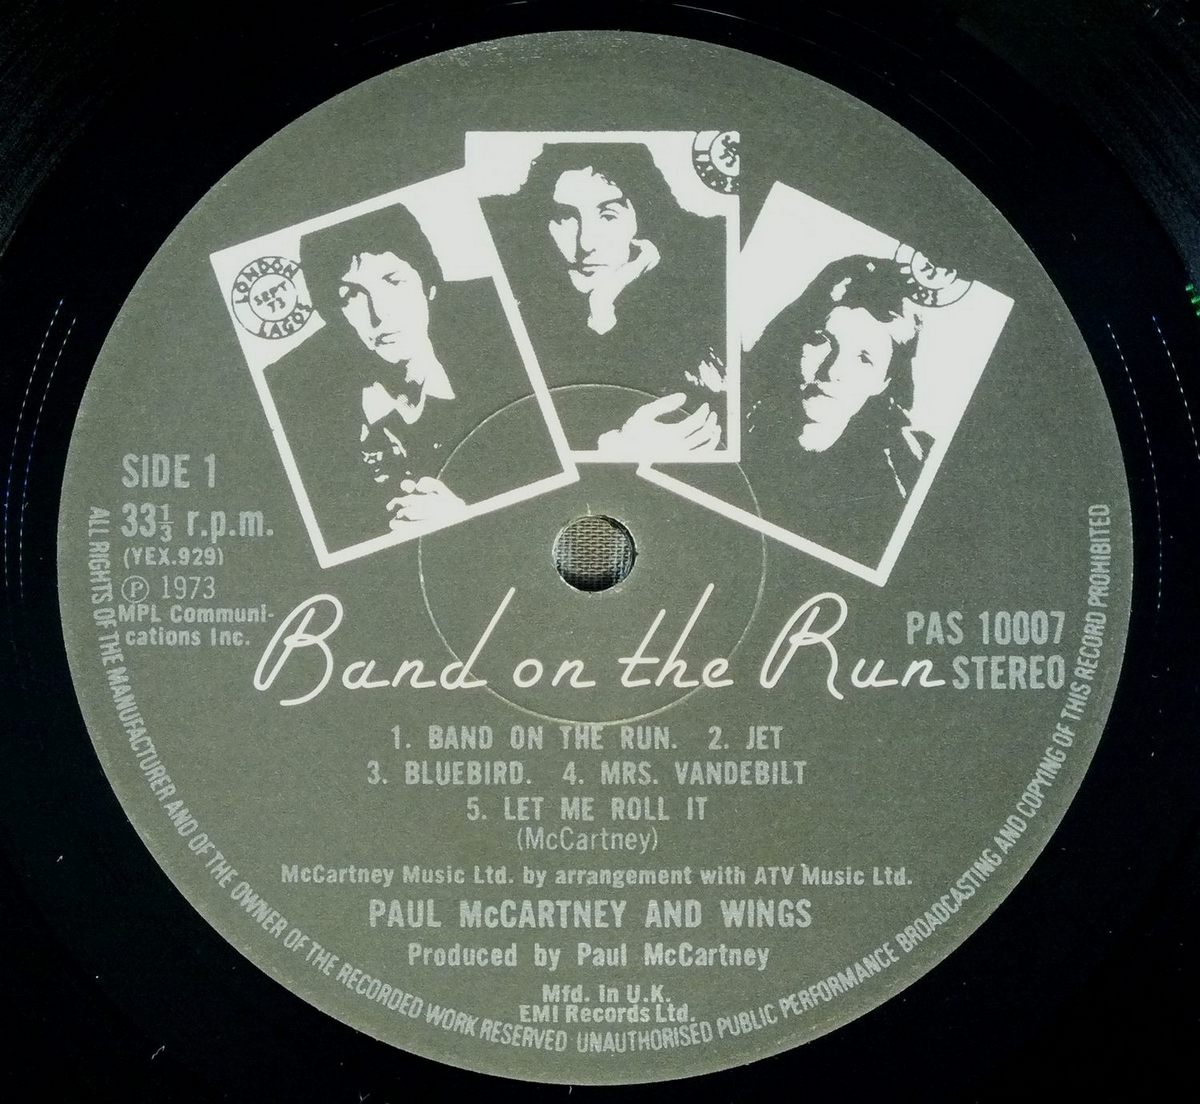 LONDON
SEPT
73
LAGOS
SIDE 1
33⅓ r.p.m.
(YEX.929)
℗ 1973
MPL Communi-
cations Inc.
Band on the Run
PAS 10007
STEREO
1. BAND ON THE RUN. 2. JET
3. BLUEBIRD. 4. MRS. VANDEBILT
5. LET ME ROLL IT
(McCartney)
McCartney Music Ltd. by arrangement with ATV Music Ltd.
PAUL McCARTNEY AND WINGS
Produced by Paul McCartney
Mfd. in U.K.
EMI Records Ltd.
ALL RIGHTS OF THE MANUFACTURER AND OF THE OWNER OF THE RECORDED WORK RESERVED UNAUTHORISED PUBLIC PERFORMANCE BROADCASTING AND COPYING OF THIS RECORD PROHIBITED